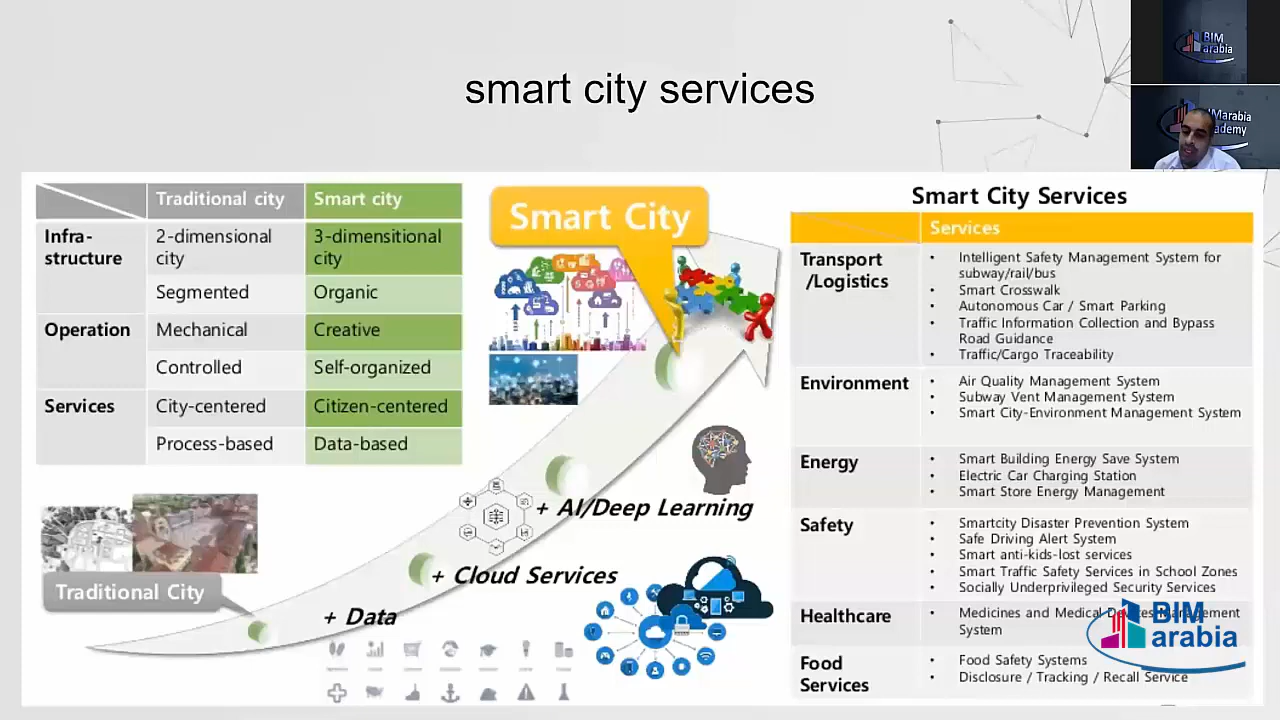 smart city services
BIM
arabia
BIMarabia
academy
Traditional city
Smart city
Infra-
structure
2-dimensional
city
3-dimensitional
city
Segmented
Organic
Operation
Mechanical
Creative
Controlled
Self-organized
Services
City-centered
Citizen-centered
Process-based
Data-based
Traditional City
+ Data
+ Cloud Services
+ AI/Deep Learning
Smart City
Smart City Services
Services
Transport
/Logistics
• Intelligent Safety Management System for
subway/rail/bus
• Smart Crosswalk
• Autonomous Car / Smart Parking
• Traffic Information Collection and Bypass
Road Guidance
• Traffic/Cargo Traceability
Environment
• Air Quality Management System
• Subway Vent Management System
• Smart City-Environment Management System
Energy
• Smart Building Energy Save System
• Electric Car Charging Station
• Smart Store Energy Management
Safety
• Smartcity Disaster Prevention System
• Safe Driving Alert System
• Smart anti-kids-lost services
• Smart Traffic Safety Services in School Zones
• Socially Underprivileged Security Services
Healthcare
• Medicines and Medical Devices Management
System
Food
Services
• Food Safety Systems
• Disclosure / Tracking / Recall Service
BIM
arabia